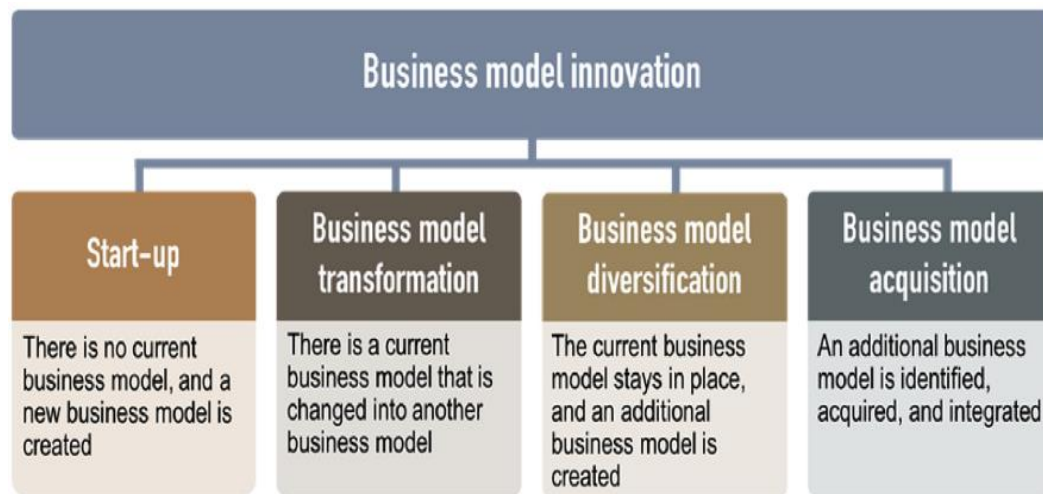 Business model innovation
Start-up
There is no current
business model, and a
new business model is
created
Business model
transformation
There is a current
business model that is
changed into another
business model
Business model
diversification
The current business
model stays in place,
and an additional
business model is
created
Business model
acquisition
An additional business
model is identified,
acquired, and integrated